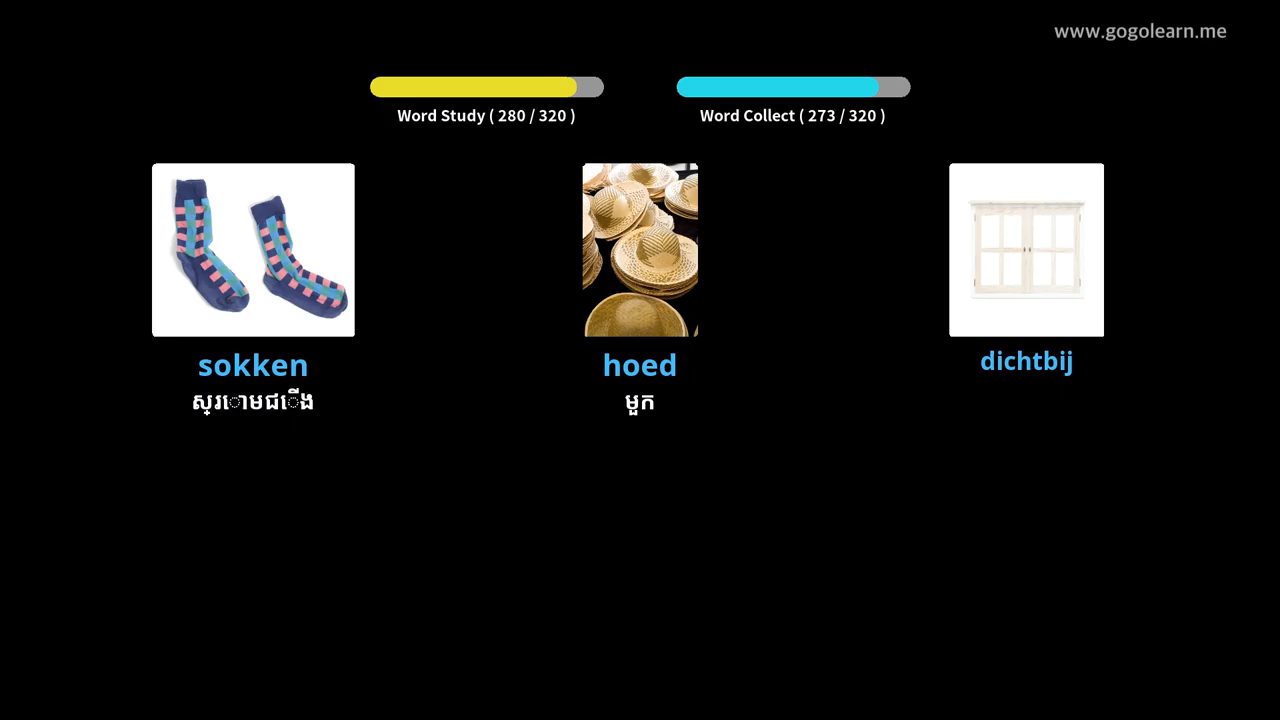 www.gogolearn.me
Word Study ( 280 / 320 )
Word Collect ( 273 / 320 )
sokken
ស្រោមជើង
hoed
មួក
dichtbij